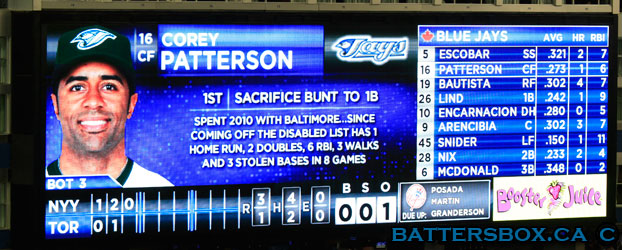 16 COREY
CF PATTERSON
Jays
1ST SACRIFICE BUNT TO 1B
SPENT 2010 WITH BALTIMORE...SINCE
COMING OFF THE DISABLED LIST HAS 1
HOME RUN, 2 DOUBLES, 6 RBI, 3 WALKS
AND 3 STOLEN BASES IN 8 GAMES
BLUE JAYS AVG HR RBI
5 ESCOBAR SS .321 2 7
16 PATTERSON CF .273 1 6
19 BAUTISTA RF .302 4 7
26 LIND 1B .242 1 9
10 ENCARNACION DH .280 0 5
9 ARENCIBIA C .302 3 7
45 SNIDER LF .150 1 11
28 NIX 2B .233 2 4
6 MCDONALD 3B .348 0 2
BOT 3
NYY 1 2 0
TOR 0 1
R 3 1 H 4 2 E 0 0
B S O
0 0 1
DUE UP:
POSADA
MARTIN
GRANDERSON
Booster Juice
BATTERSBOX.CA C